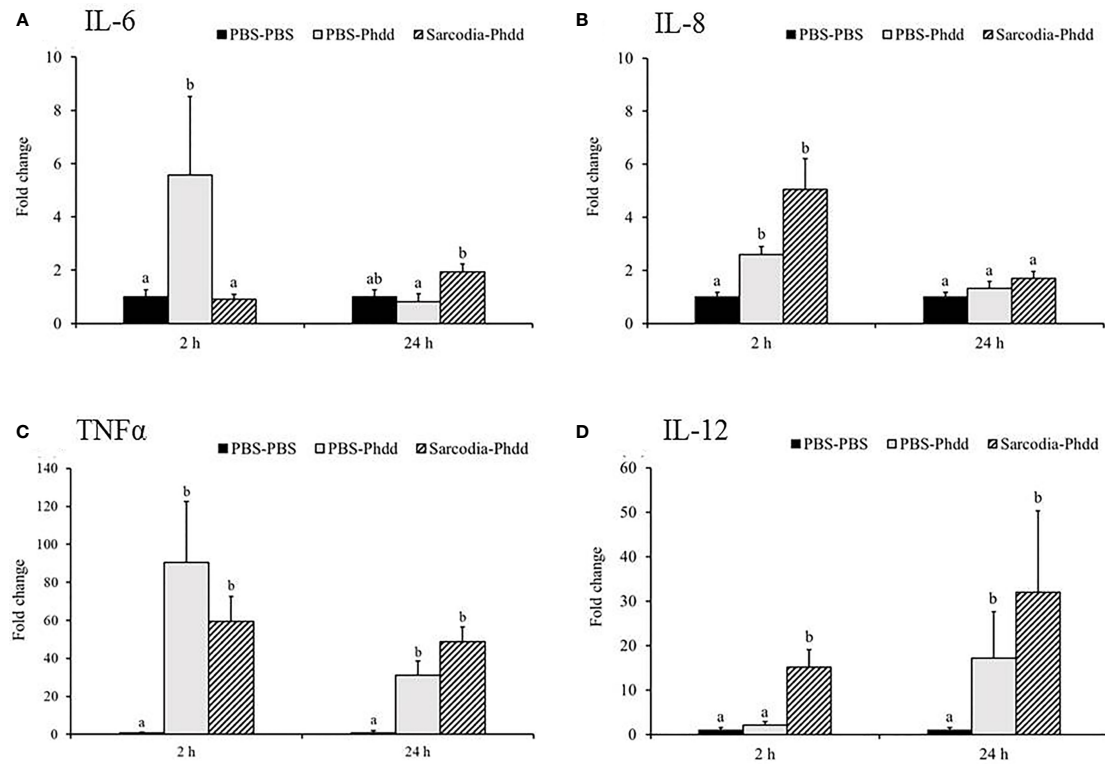 A IL-6
PBS-PBS PBS-Phdd Sarcodia-Phdd
Fold change
10
8
6
4
2
0
a b a ab a b
2 h 24 h
B IL-8
PBS-PBS PBS-Phdd Sarcodia-Phdd
Fold change
10
8
6
4
2
0
a b b a a a
2 h 24 h
C TNFα
PBS-PBS PBS-Phdd Sarcodia-Phdd
Fold change
140
120
100
80
60
40
20
0
a b b a b b
2 h 24 h
D IL-12
PBS-PBS PBS-Phdd Sarcodia-Phdd
Fold change
60
50
40
30
20
10
0
a a b a b b
2 h 24 h